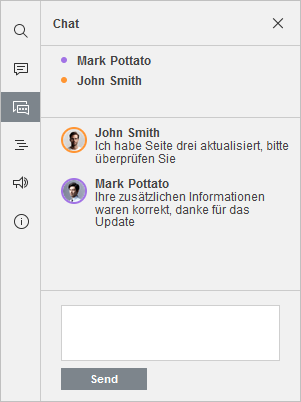 Chat
Mark Pottato
John Smith
John Smith
Ich habe Seite drei aktualisiert, bitte
überprüfen Sie
Mark Pottato
Ihre zusätzlichen Informationen
waren korrekt, danke für das
Update
Send